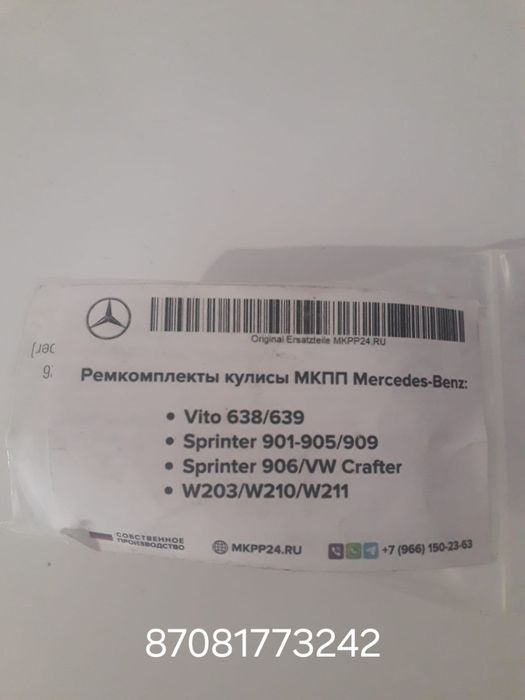 Original Ersatzteile MKPP24.RU
Ремкомплекты кулисы МКПП Mercedes-Benz:
• Vito 638/639
• Sprinter 901-905/909
• Sprinter 906/VW Crafter
• W203/W210/W211
СОБСТВЕННОЕ
ПРОИЗВОДСТВО
MKPP24.RU
+7 (966) 150-23-63
87081773242